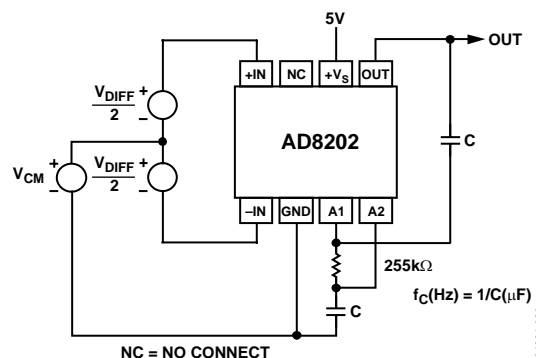 5V
OUT
+IN
NC
+VS
OUT
VDIFF
2
AD8202
C
VCM
VDIFF
2
–IN
GND
A1
A2
255kΩ
fC(Hz) = 1/C(μF)
C
NC = NO CONNECT